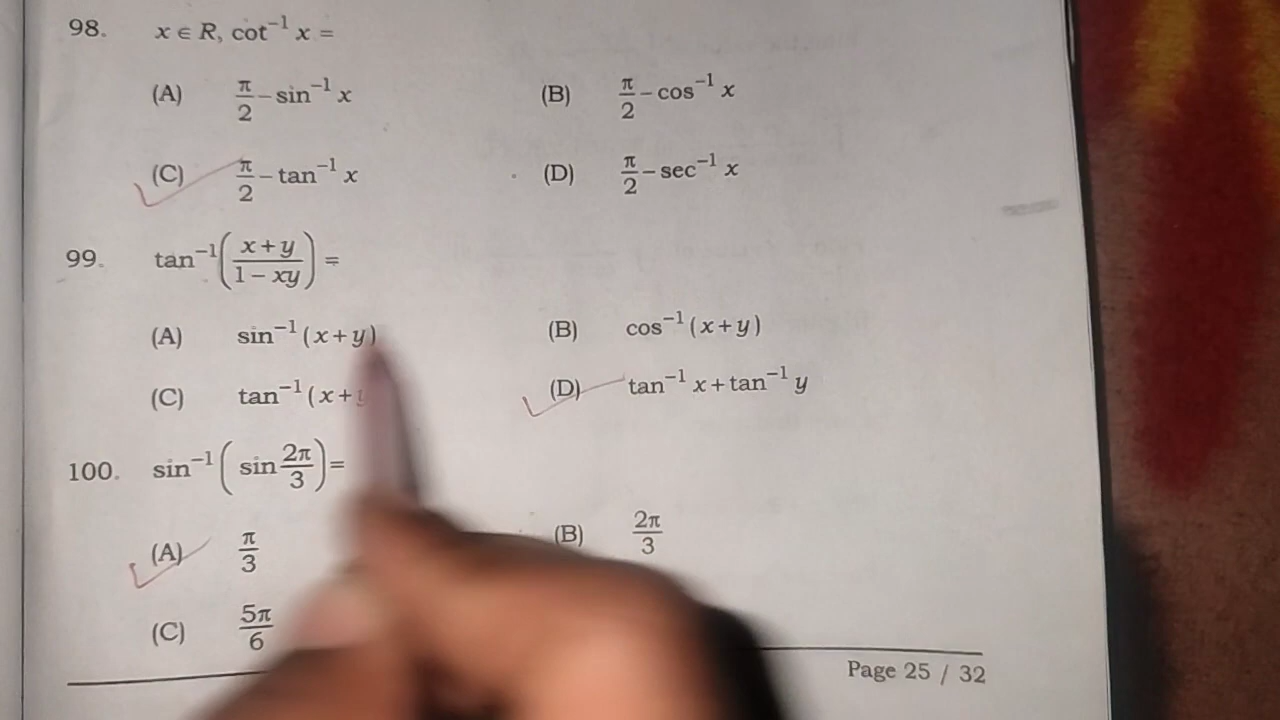 98. x ∈ R, cot⁻¹ x =
(A) π/2 – sin⁻¹ x (B) π/2 – cos⁻¹ x
(C) π/2 – tan⁻¹ x (D) π/2 – sec⁻¹ x
99. tan⁻¹((x+y)/(1–xy)) =
(A) sin⁻¹(x+y) (B) cos⁻¹(x+y)
(C) tan⁻¹(x+ (D) tan⁻¹ x + tan⁻¹ y
100. sin⁻¹(sin 2π/3) =
(A) π/3 (B) 2π/3
(C) 5π/6
Page 25 / 32